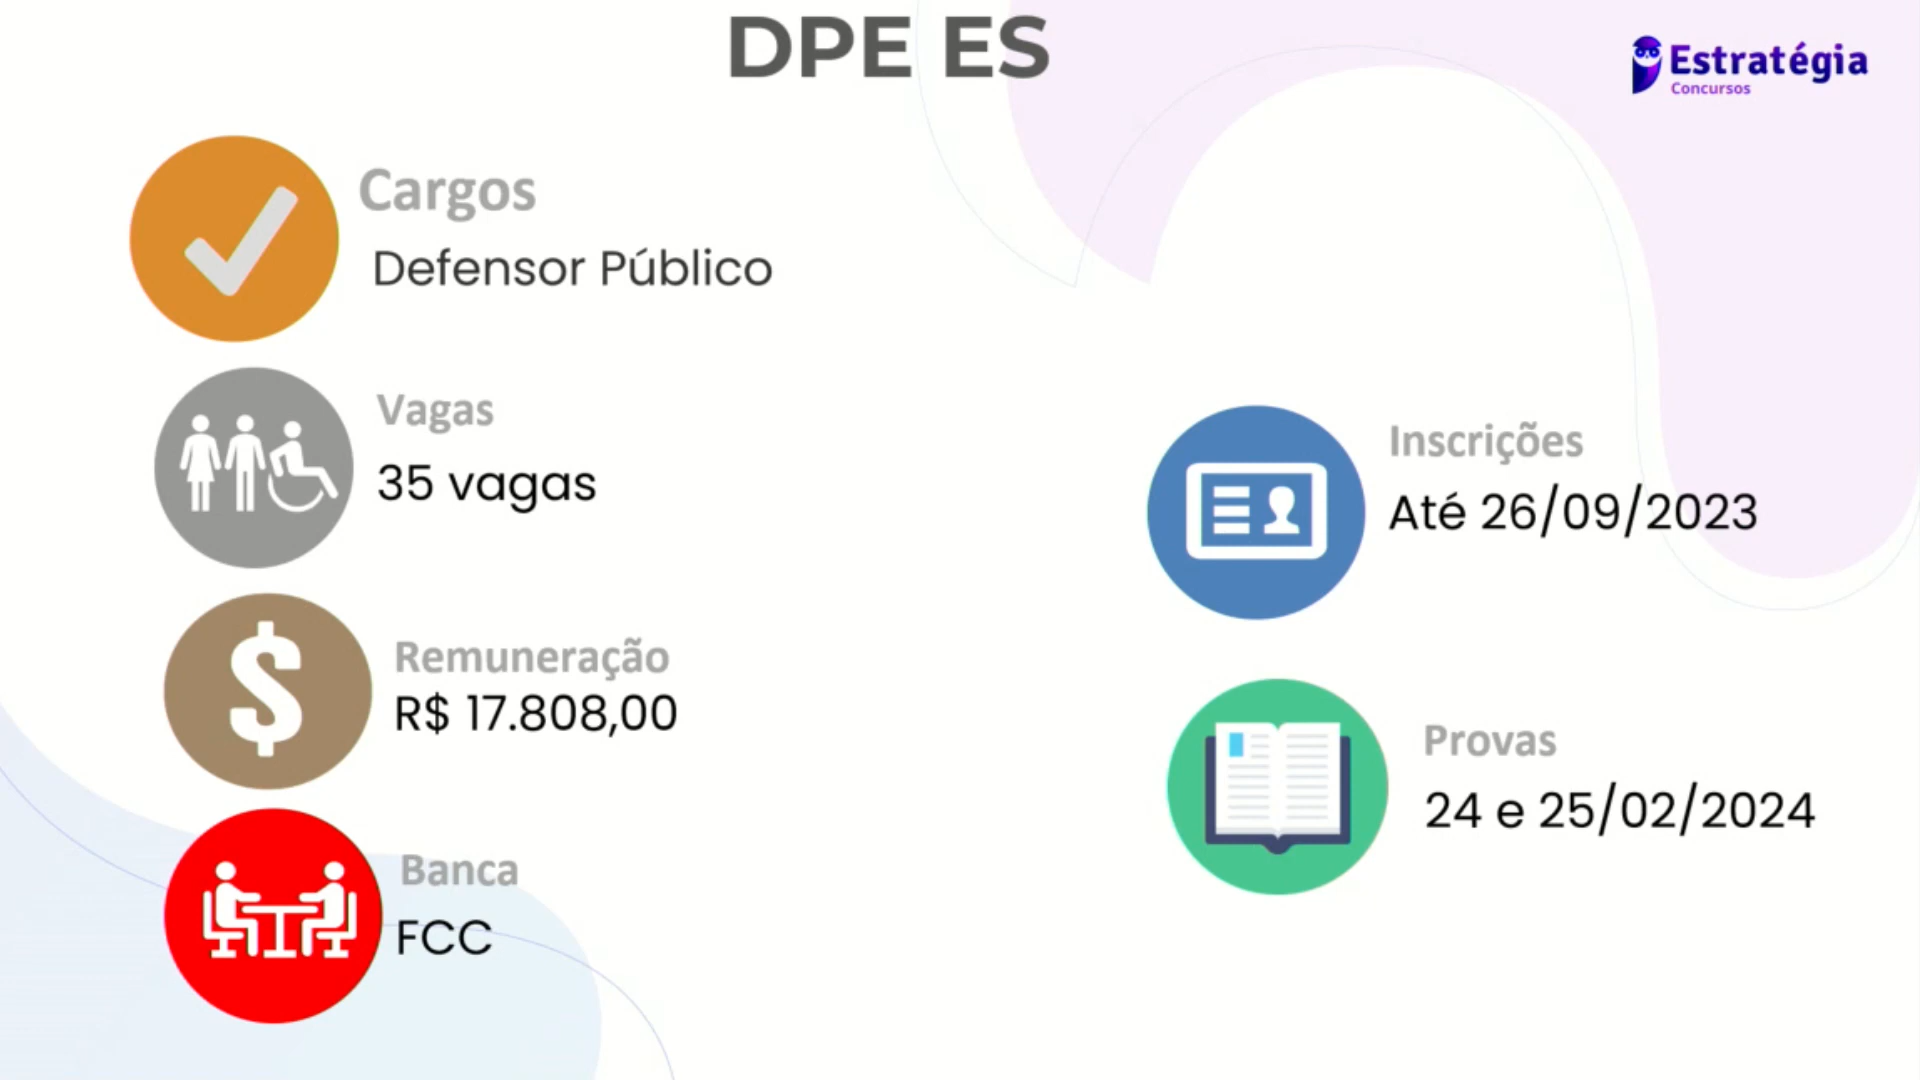 DPE ES
Estratégia
Concursos
Cargos
Defensor Público
Vagas
35 vagas
Remuneração
R$ 17.808,00
Banca
FCC
Inscrições
Até 26/09/2023
Provas
24 e 25/02/2024